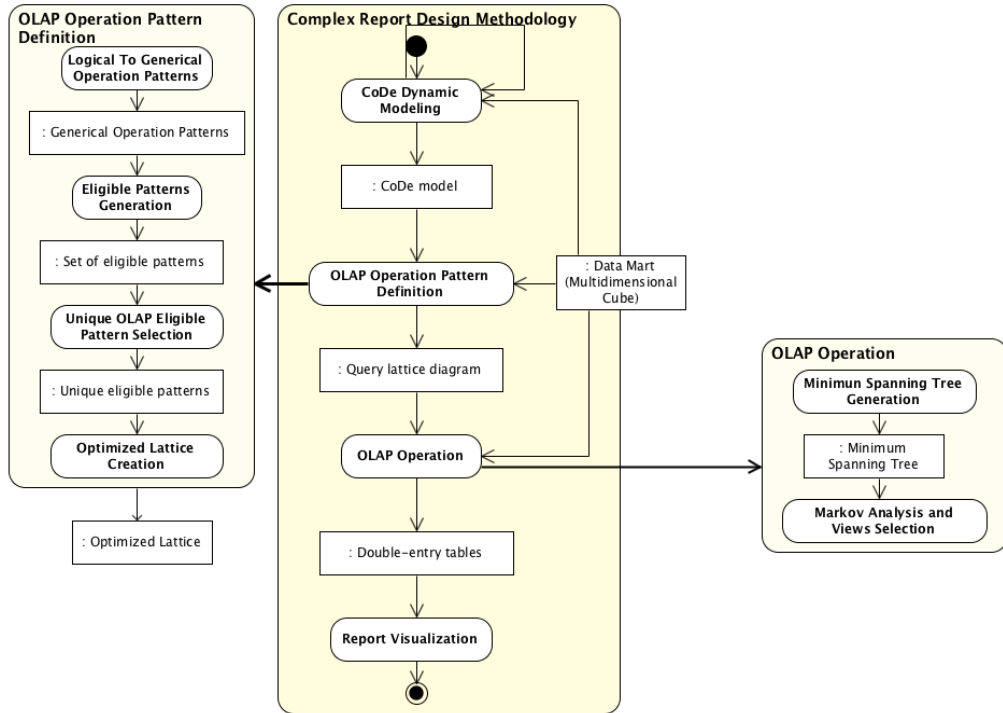 OLAP Operation Pattern
Definition
Logical To Generical
Operation Patterns
: Generical Operation Patterns
Eligible Patterns
Generation
: Set of eligible patterns
Unique OLAP Eligible
Pattern Selection
: Unique eligible patterns
Optimized Lattice
Creation
: Optimized Lattice
Complex Report Design Methodology
CoDe Dynamic
Modeling
: CoDe model
OLAP Operation Pattern
Definition
: Data Mart
(Multidimensional
Cube)
: Query lattice diagram
OLAP Operation
: Double-entry tables
Report Visualization
OLAP Operation
Minimun Spanning Tree
Generation
: Minimum
Spanning Tree
Markov Analysis and
Views Selection